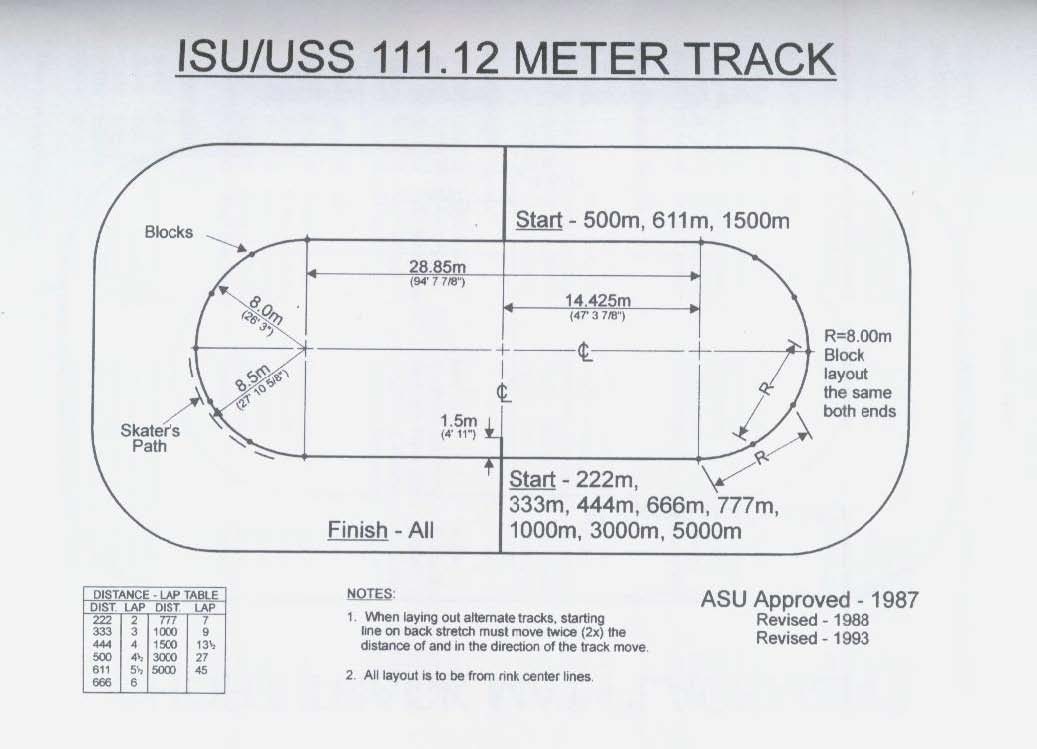 ISU/USS 111.12 METER TRACK
Blocks
Start - 500m, 611m, 1500m
28.85m
(94' 7 7/8")
14.425m
(47' 3 7/8")
8.0m
(26' 3")
8.5m
(27' 10 5/8")
℄
℄
R=8.00m
Block
layout
the same
both ends
R
R
Skater's
Path
1.5m
(4' 11")
Start - 222m,
333m, 444m, 666m, 777m,
1000m, 3000m, 5000m
Finish - All
DISTANCE - LAP TABLE
DIST. LAP DIST. LAP
222 2 777 7
333 3 1000 9
444 4 1500 13½
500 4½ 3000 27
611 5½ 5000 45
666 6
NOTES:
1. When laying out alternate tracks, starting
line on back stretch must move twice (2x) the
distance of and in the direction of the track move.
2. All layout is to be from rink center lines.
ASU Approved - 1987
Revised - 1988
Revised - 1993